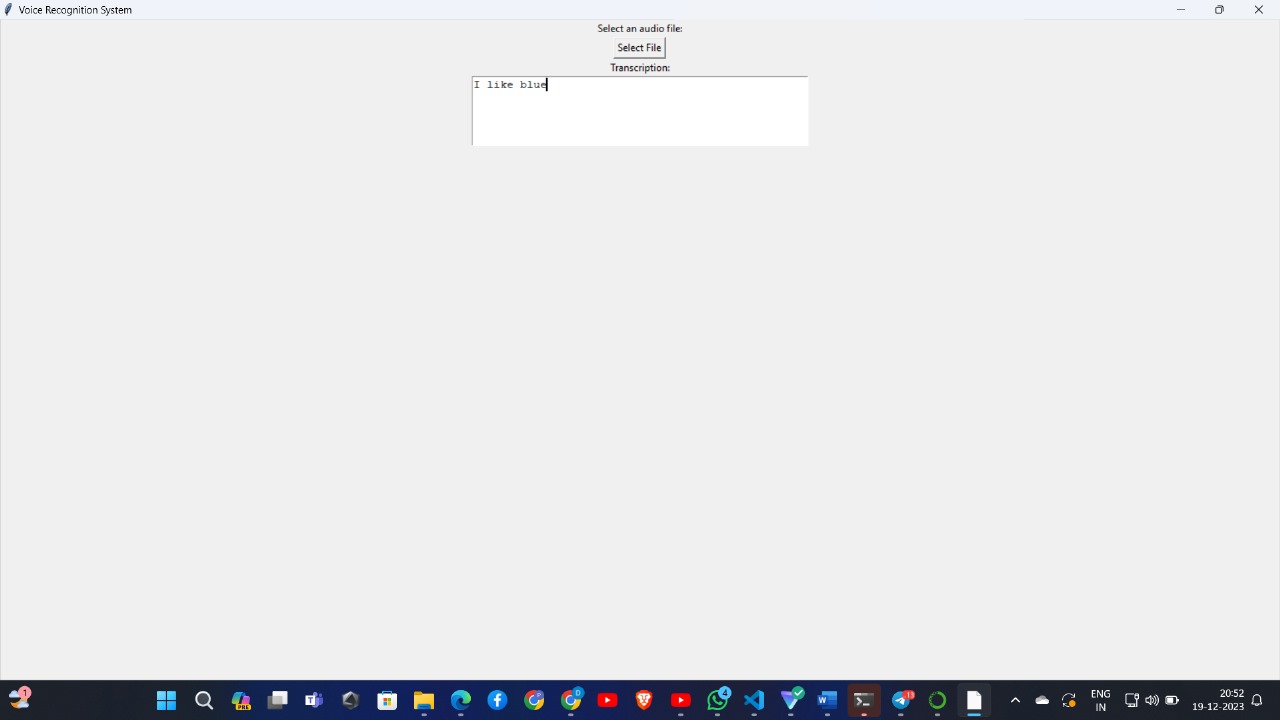 Voice Recognition System
Select an audio file:
Select File
Transcription:
I like blue
1
PRE
P
D
4
13
ENG
IN
20:52
19-12-2023